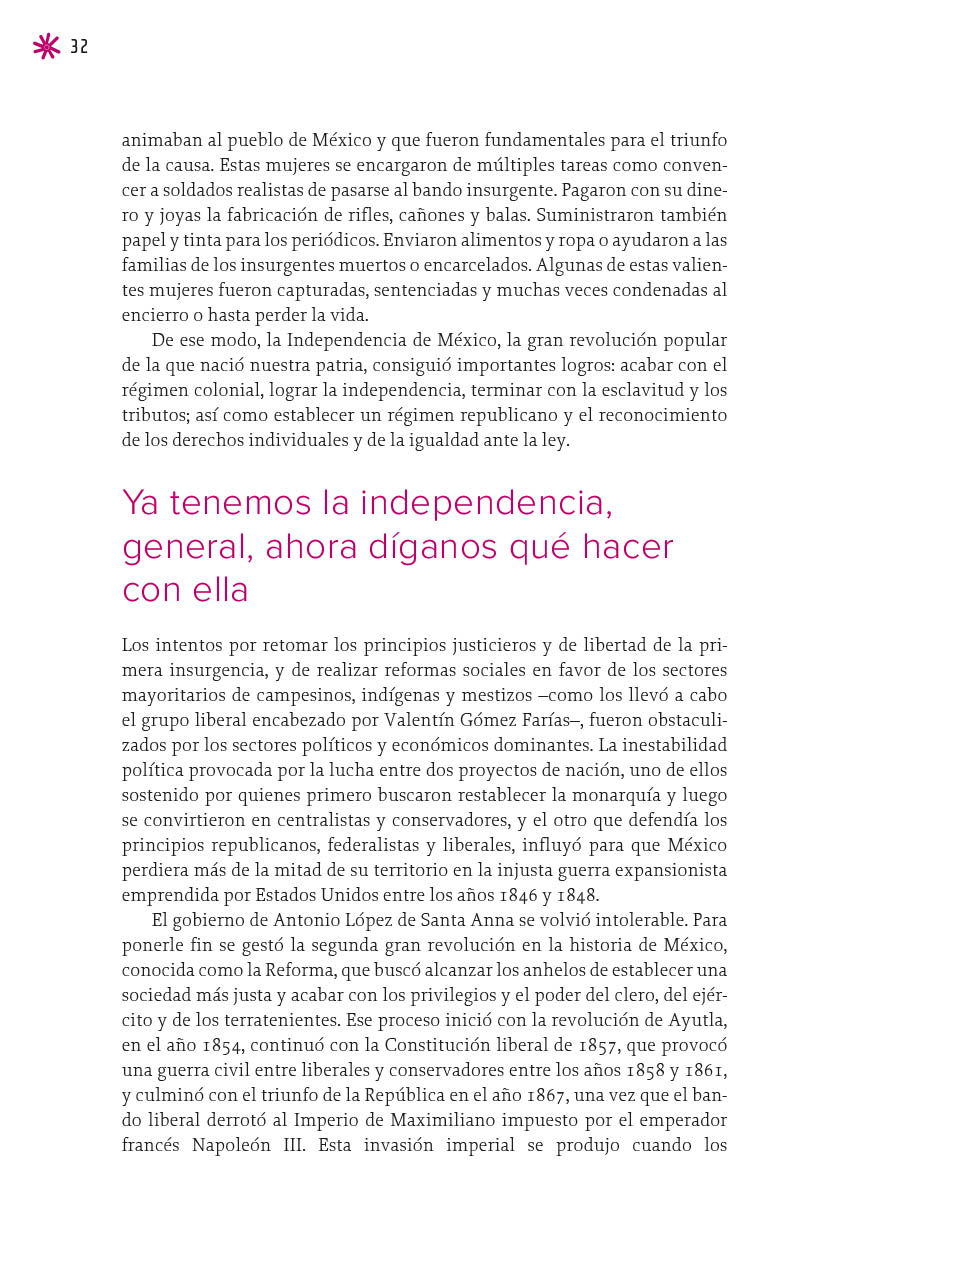 32
animaban al pueblo de México y que fueron fundamentales para el triunfo
de la causa. Estas mujeres se encargaron de múltiples tareas como conven-
cer a soldados realistas de pasarse al bando insurgente. Pagaron con su dine-
ro y joyas la fabricación de rifles, cañones y balas. Suministraron también
papel y tinta para los periódicos. Enviaron alimentos y ropa o ayudaron a las
familias de los insurgentes muertos o encarcelados. Algunas de estas valien-
tes mujeres fueron capturadas, sentenciadas y muchas veces condenadas al
encierro o hasta perder la vida.
De ese modo, la Independencia de México, la gran revolución popular
de la que nació nuestra patria, consiguió importantes logros: acabar con el
régimen colonial, lograr la independencia, terminar con la esclavitud y los
tributos; así como establecer un régimen republicano y el reconocimiento
de los derechos individuales y de la igualdad ante la ley.
Ya tenemos la independencia,
general, ahora díganos qué hacer
con ella
Los intentos por retomar los principios justicieros y de libertad de la pri-
mera insurgencia, y de realizar reformas sociales en favor de los sectores
mayoritarios de campesinos, indígenas y mestizos –como los llevó a cabo
el grupo liberal encabezado por Valentín Gómez Farías–, fueron obstaculi-
zados por los sectores políticos y económicos dominantes. La inestabilidad
política provocada por la lucha entre dos proyectos de nación, uno de ellos
sostenido por quienes primero buscaron restablecer la monarquía y luego
se convirtieron en centralistas y conservadores, y el otro que defendía los
principios republicanos, federalistas y liberales, influyó para que México
perdiera más de la mitad de su territorio en la injusta guerra expansionista
emprendida por Estados Unidos entre los años 1846 y 1848.
El gobierno de Antonio López de Santa Anna se volvió intolerable. Para
ponerle fin se gestó la segunda gran revolución en la historia de México,
conocida como la Reforma, que buscó alcanzar los anhelos de establecer una
sociedad más justa y acabar con los privilegios y el poder del clero, del ejér-
cito y de los terratenientes. Ese proceso inició con la revolución de Ayutla,
en el año 1854, continuó con la Constitución liberal de 1857, que provocó
una guerra civil entre liberales y conservadores entre los años 1858 y 1861,
y culminó con el triunfo de la República en el año 1867, una vez que el ban-
do liberal derrotó al Imperio de Maximiliano impuesto por el emperador
francés Napoleón III. Esta invasión imperial se produjo cuando los